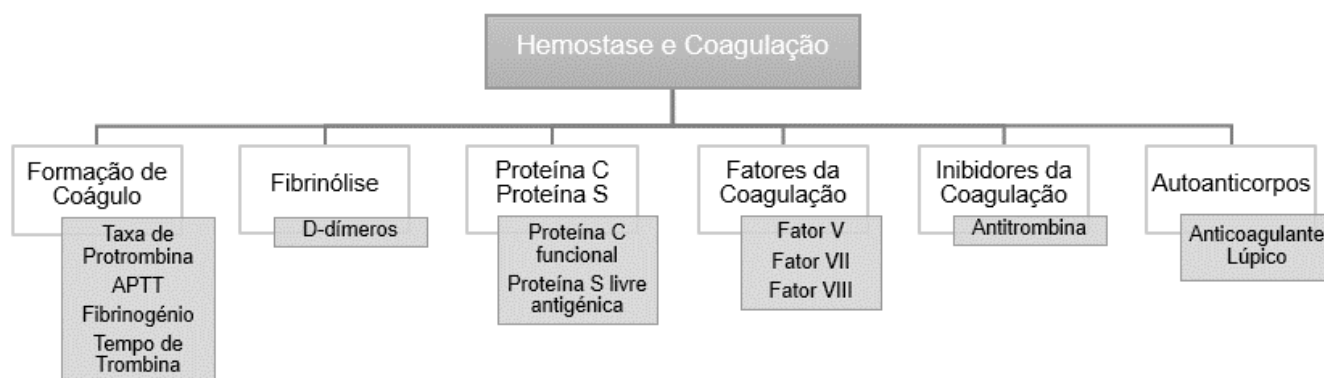 Hemostase e Coagulação
Formação de
Coágulo
Taxa de
Protrombina
APTT
Fibrinogénio
Tempo de
Trombina
Fibrinólise
D-dímeros
Proteína C
Proteína S
Proteína C
funcional
Proteína S livre
antigénica
Fatores da
Coagulação
Fator V
Fator VII
Fator VIII
Inibidores da
Coagulação
Antitrombina
Autoanticorpos
Anticoagulante
Lúpico